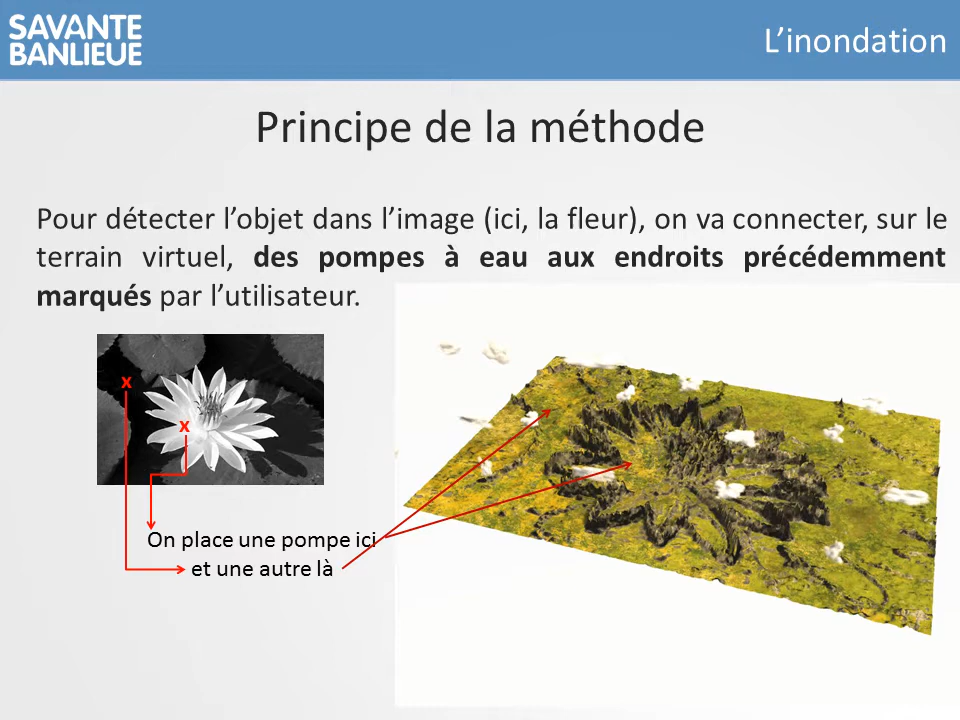 SAVANTE
BANLIEUE
L’inondation
Principe de la méthode
Pour détecter l’objet dans l’image (ici, la fleur), on va connecter, sur le
terrain virtuel, des pompes à eau aux endroits précédemment
marqués par l’utilisateur.
x
x
On place une pompe ici
et une autre là